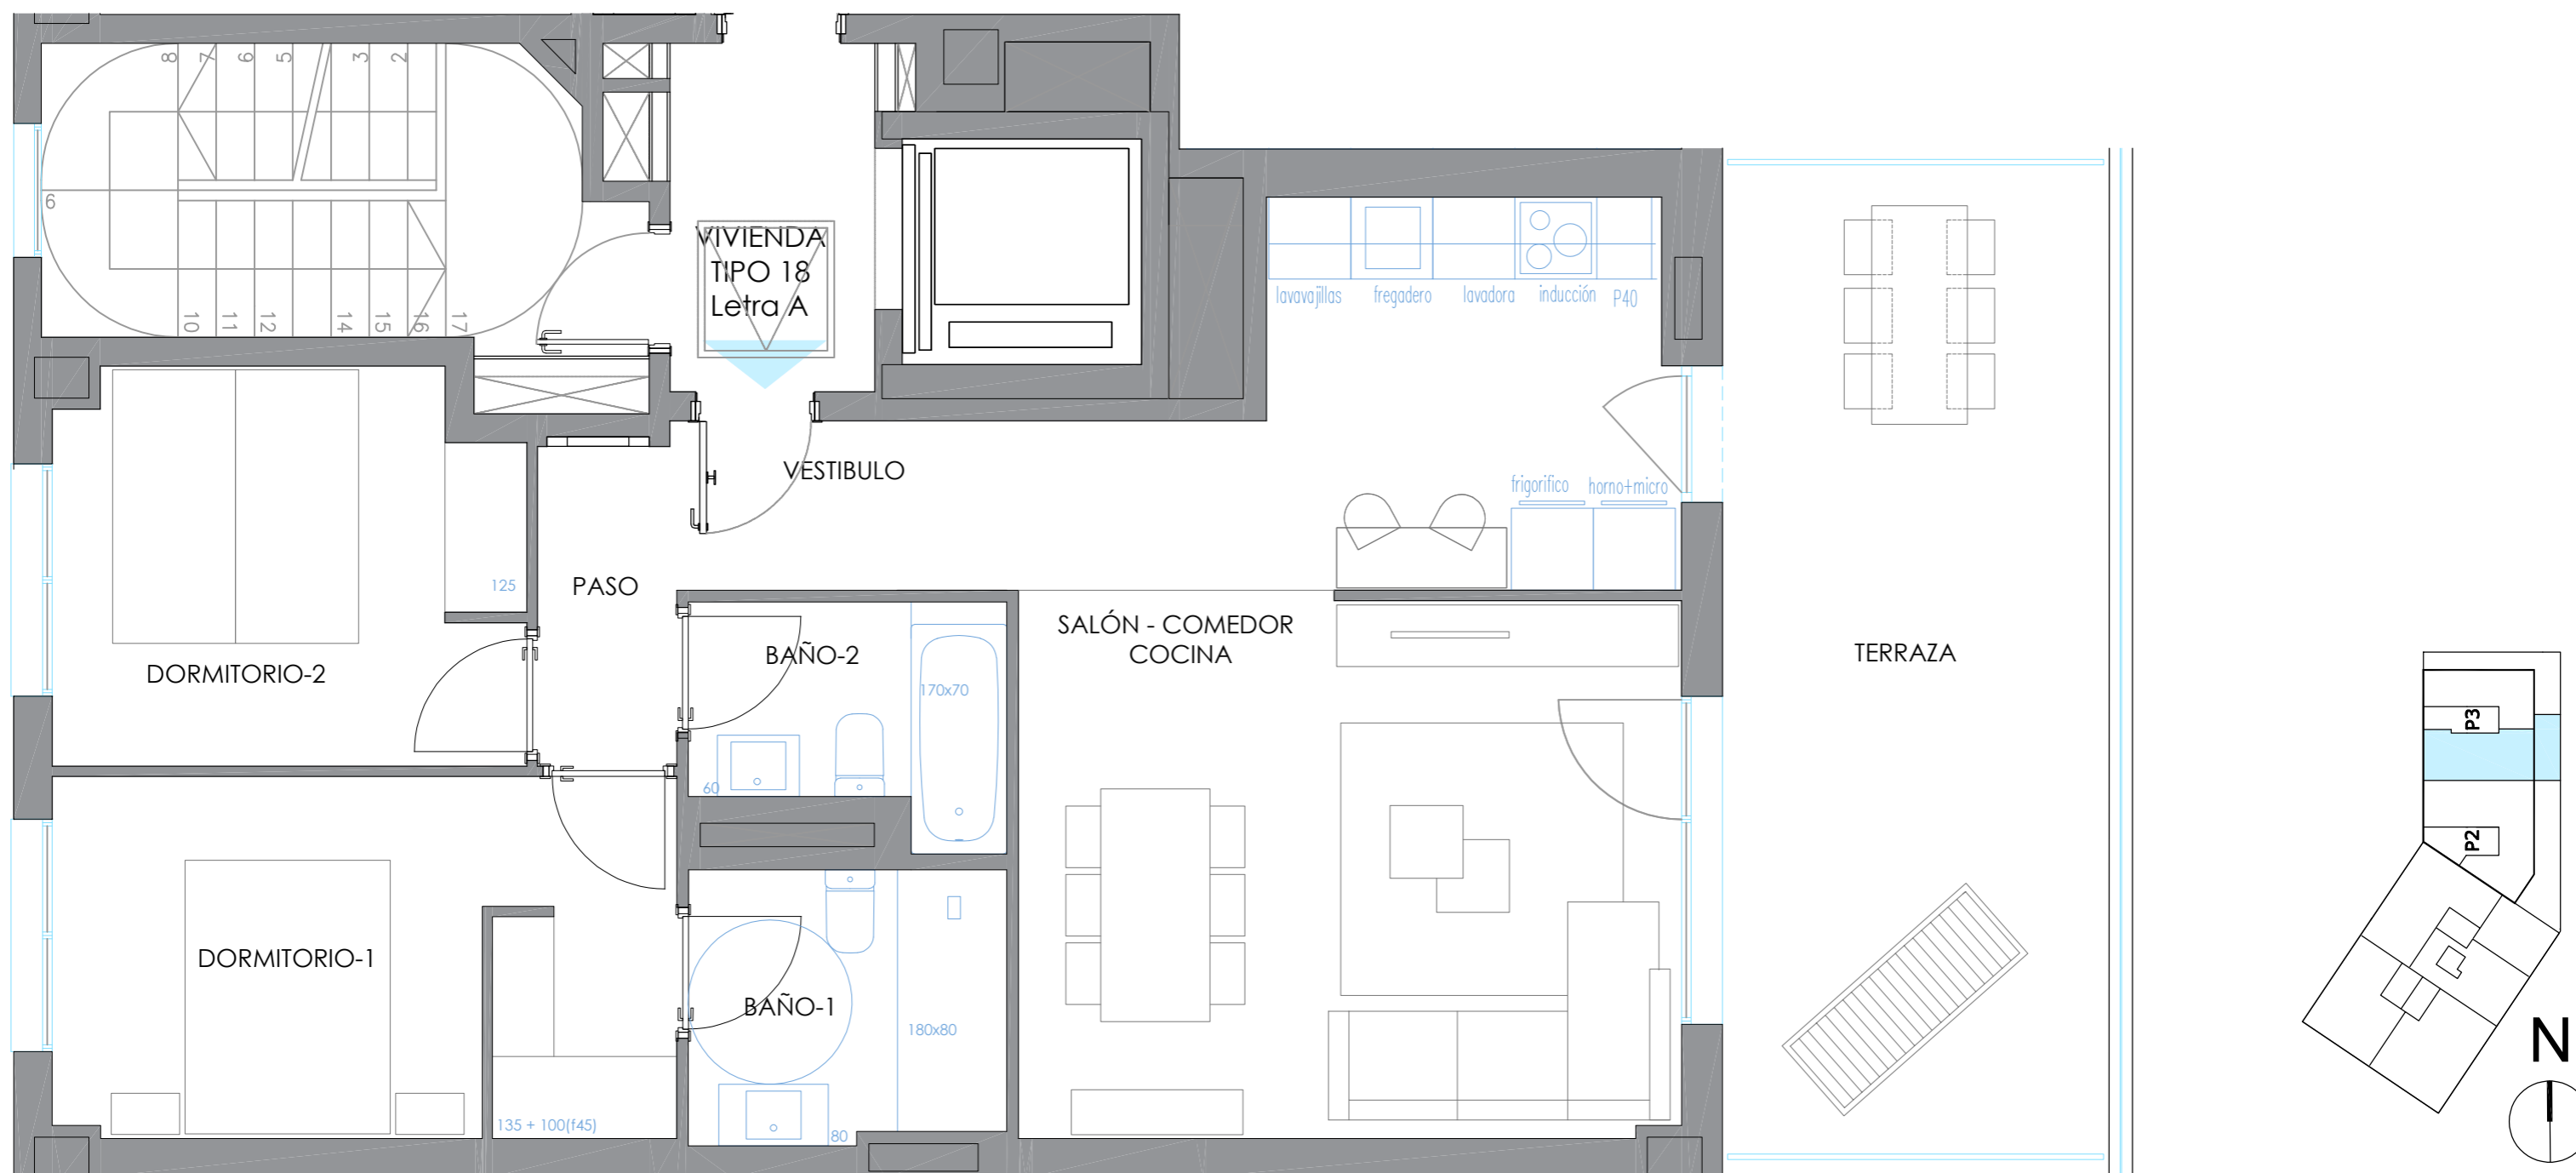 8 7 6 5 3 2
6
10 11 12 14 15 16 17
VIVIENDA
TIPO 18
Letra A
lavavajillas fregadero lavadora inducción P40
VESTIBULO
frigorífico horno+micro
125
PASO
DORMITORIO-2
BAÑO-2
170x70
60
SALÓN - COMEDOR
COCINA
TERRAZA
DORMITORIO-1
BAÑO-1
180x80
135 + 100(f45)
80
P3
P2
N